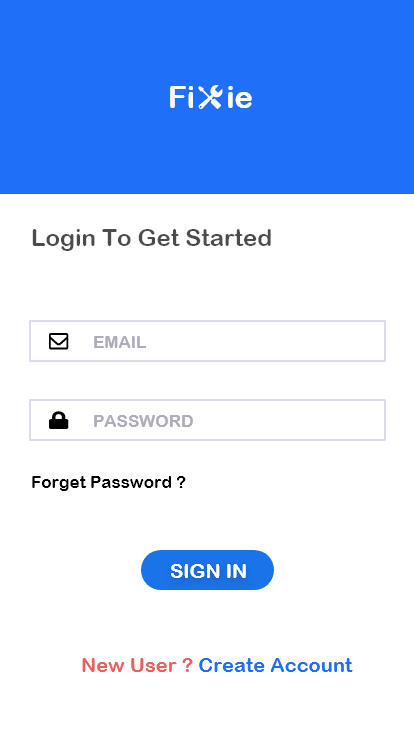 Fixie
Login To Get Started
EMAIL
PASSWORD
Forget Password ?
SIGN IN
New User ? Create Account